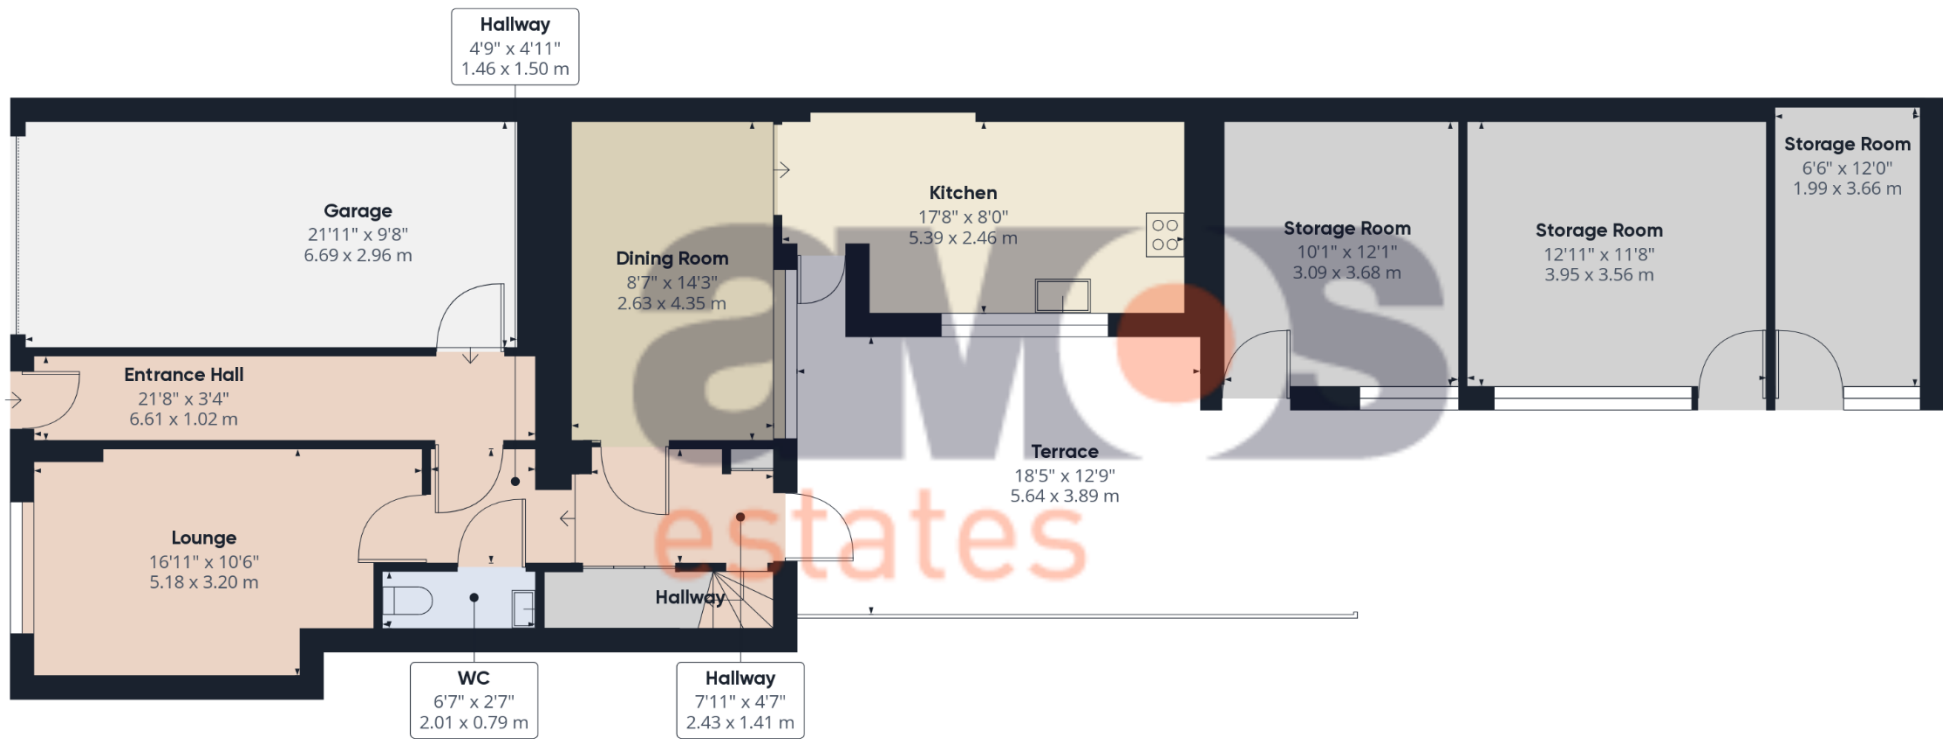 Hallway
4'9" x 4'11"
1.46 x 1.50 m
Garage
21'11" x 9'8"
6.69 x 2.96 m
Dining Room
8'7" x 14'3"
2.63 x 4.35 m
Kitchen
17'8" x 8'0"
5.39 x 2.46 m
Storage Room
10'1" x 12'1"
3.09 x 3.68 m
Storage Room
12'11" x 11'8"
3.95 x 3.56 m
Storage Room
6'6" x 12'0"
1.99 x 3.66 m
Entrance Hall
21'8" x 3'4"
6.61 x 1.02 m
Lounge
16'11" x 10'6"
5.18 x 3.20 m
Terrace
18'5" x 12'9"
5.64 x 3.89 m
amos
estates
Hallway
WC
6'7" x 2'7"
2.01 x 0.79 m
Hallway
7'11" x 4'7"
2.43 x 1.41 m